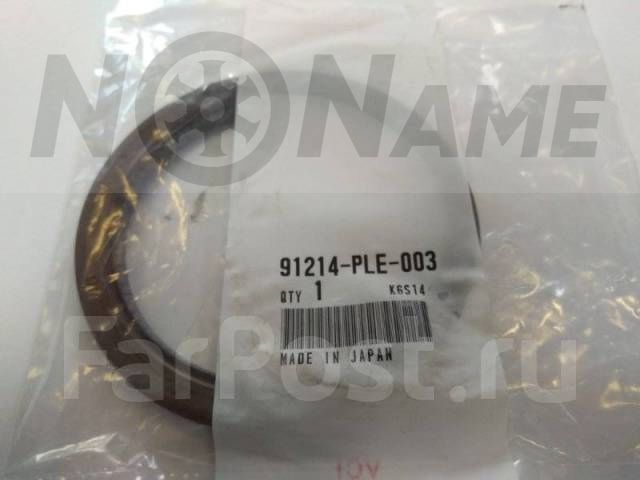 NoNAME
91214-PLE-003
QTY 1 K6S14
MADE IN JAPAN
FarPost.ru